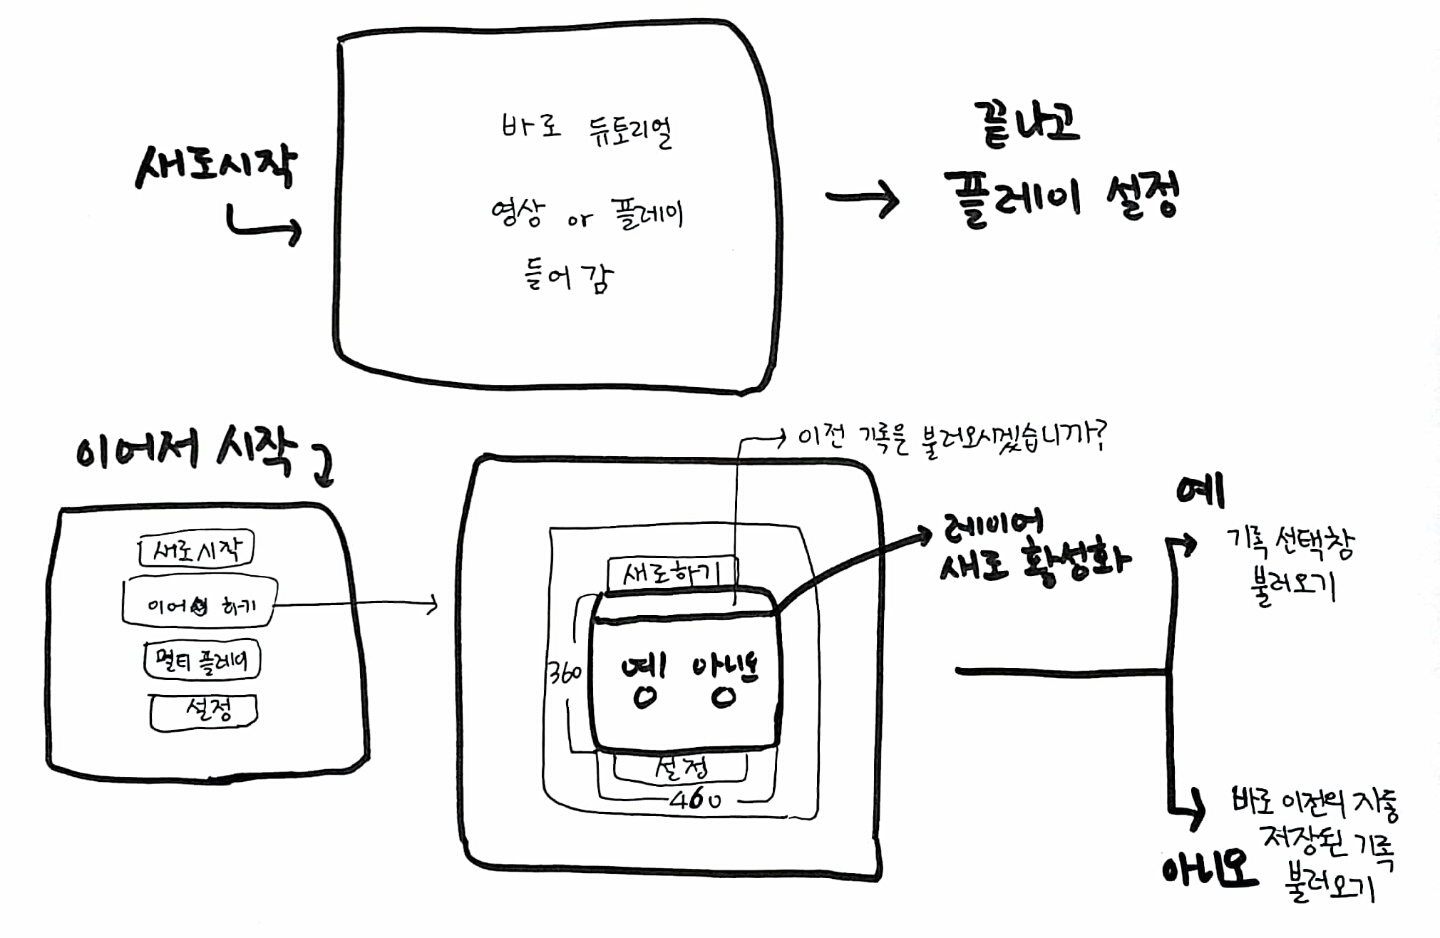 새로시작
바로 듀토리얼
영상 or 플레이
들어감
끝나고
플레이 설정
이어서 시작
새로시작
이어 하기
멀티 플레이
설정
이전 기록을 불러오시겠습니까?
새로하기
360
예 아니오
설정
460
레이어
새로 황성화
예
기록 선택창
불러오기
아니오
바로 이전의 자동
저장된 기록
불러오기